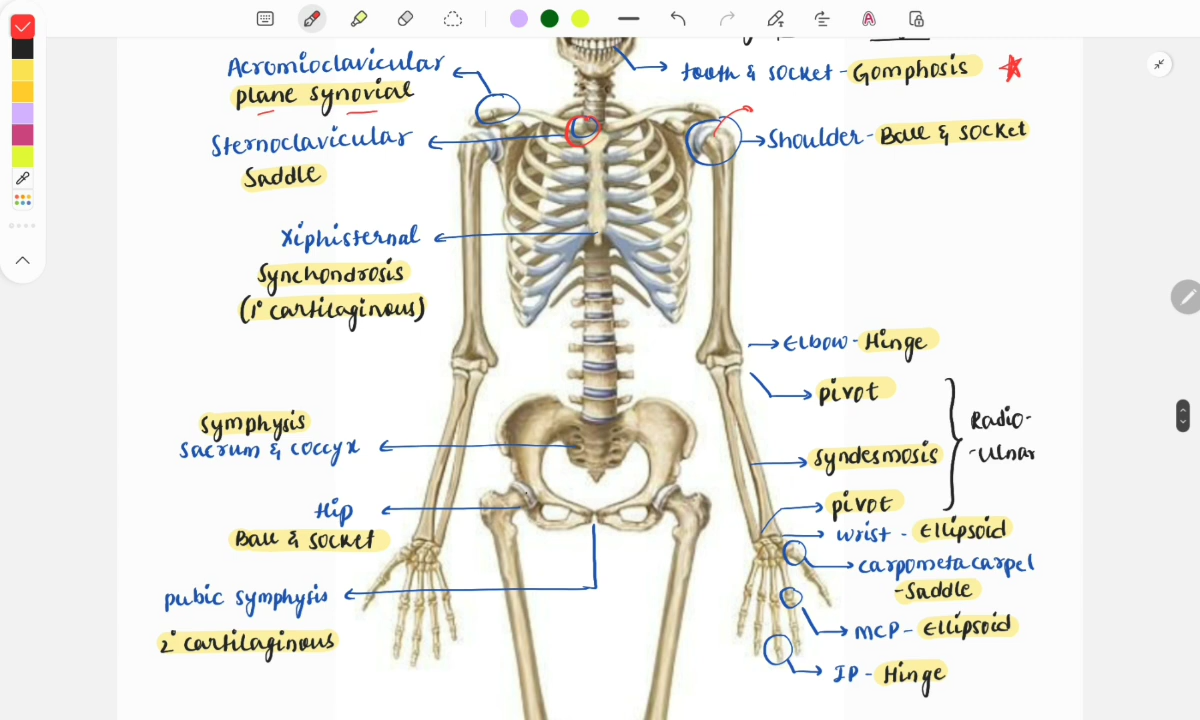 Acromioclavicular
plane synovial
Sternoclavicular
Saddle
Xiphisternal
Synchondrosis
(1° cartilaginous)
Symphysis
Sacrum & coccyx
Hip
Ball & socket
pubic symphysis
2° cartilaginous
tooth & socket - Gomphosis
Shoulder - Ball & socket
Elbow - Hinge
pivot
syndesmosis
pivot
Radio-
-Ulnar
wrist - Ellipsoid
carpometacarpel
-Saddle
MCP - Ellipsoid
IP - Hinge
A